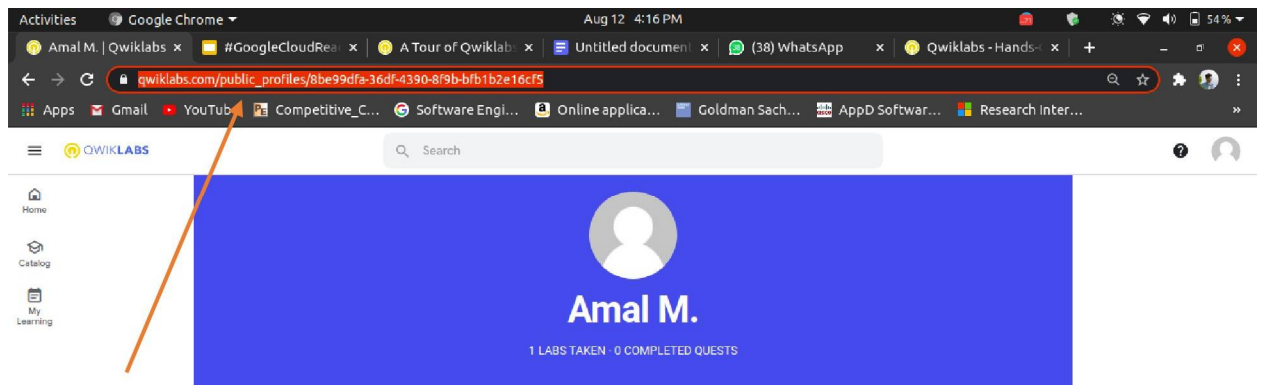 Activities Google Chrome Aug 12 4:16 PM 54 %
Amal M. | Qwiklabs #GoogleCloudRea A Tour of Qwiklab Untitled document (38) WhatsApp Qwiklabs - Hands-
qwiklabs.com/public_profiles/8be99dfa-36df-4390-8f9b-bfb1b2e16cf5
Apps Gmail YouTub Competitive_C... Software Engi... Online applica... Goldman Sach... AppD Softwar... Research Inter... »
QWIKLABS Search
Home
Catalog
My
Learning
Amal M.
1 LABS TAKEN · 0 COMPLETED QUESTS